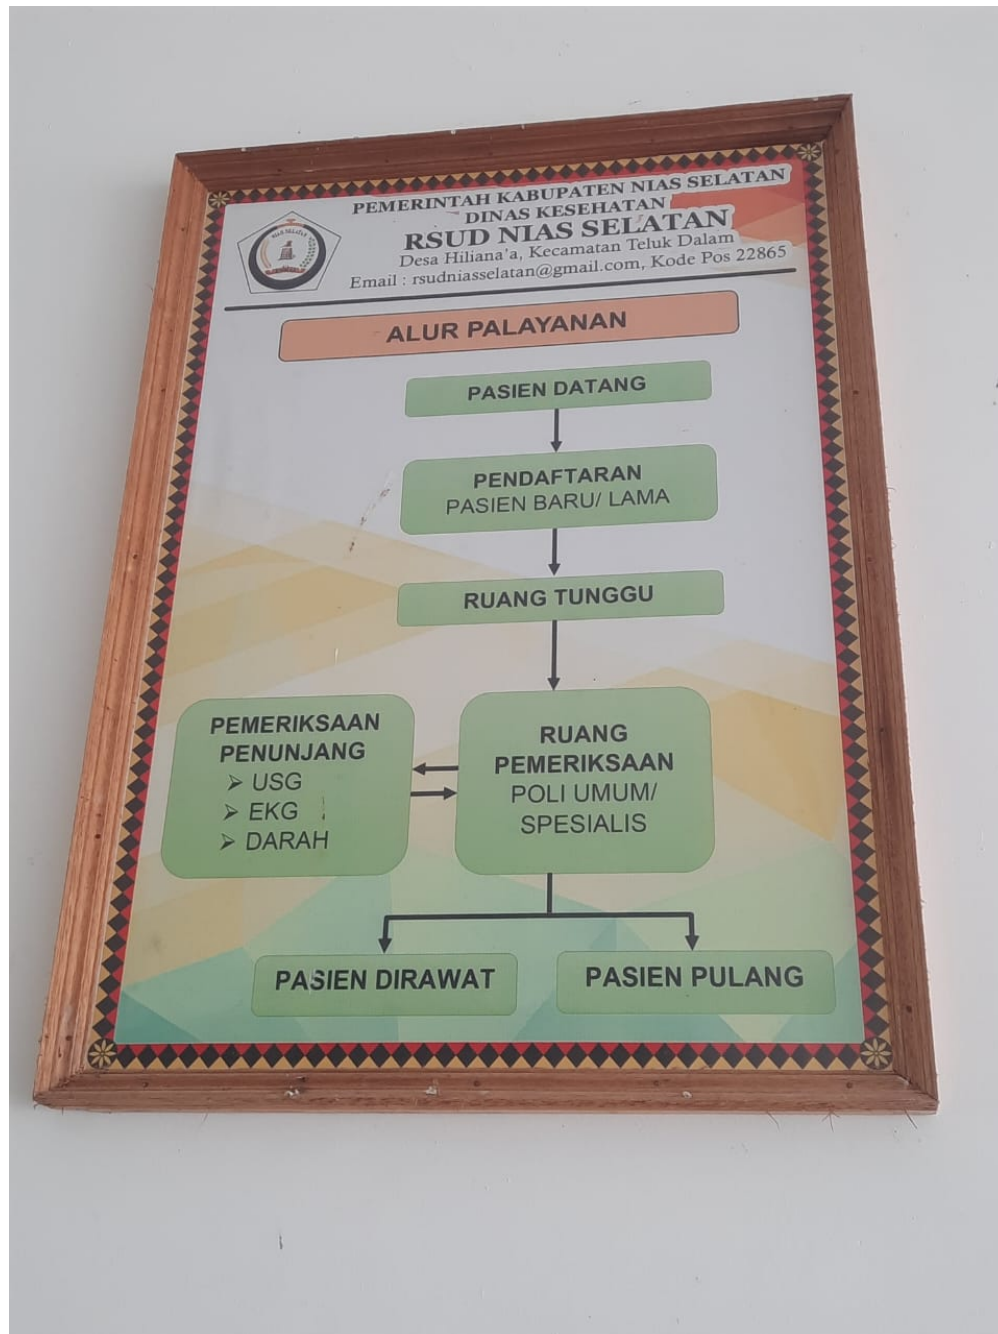 PEMERINTAH KABUPATEN NIAS SELATAN
DINAS KESEHATAN
RSUD NIAS SELATAN
Desa Hiliana'a, Kecamatan Teluk Dalam
Email : rsudniasselatan@gmail.com, Kode Pos 22865
NIAS SELATAN
ALUR PALAYANAN
PASIEN DATANG
PENDAFTARAN
PASIEN BARU/ LAMA
RUANG TUNGGU
PEMERIKSAAN
PENUNJANG
➢ USG
➢ EKG
➢ DARAH
RUANG
PEMERIKSAAN
POLI UMUM/
SPESIALIS
PASIEN DIRAWAT
PASIEN PULANG